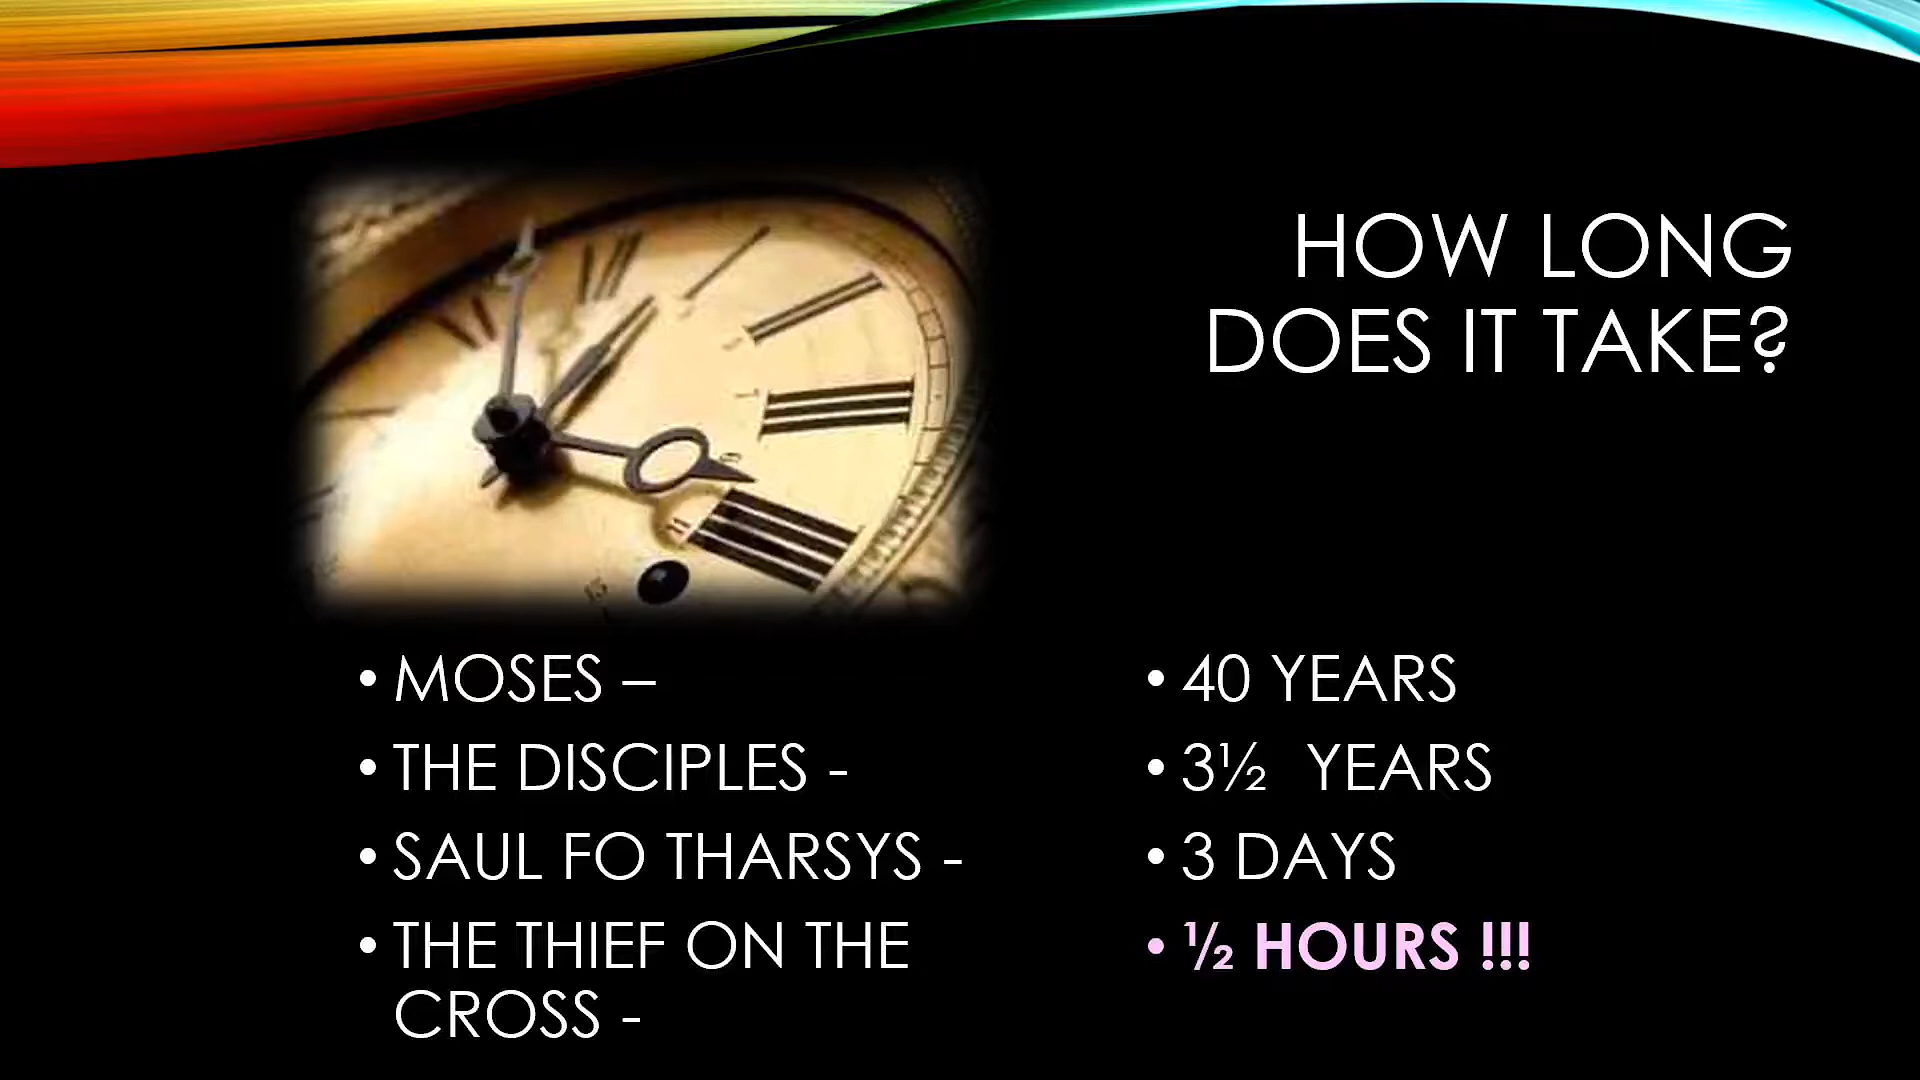 HOW LONG
DOES IT TAKE?
• MOSES –
• THE DISCIPLES -
• SAUL FO THARSYS -
• THE THIEF ON THE
CROSS -
• 40 YEARS
• 3½ YEARS
• 3 DAYS
• ½ HOURS !!!